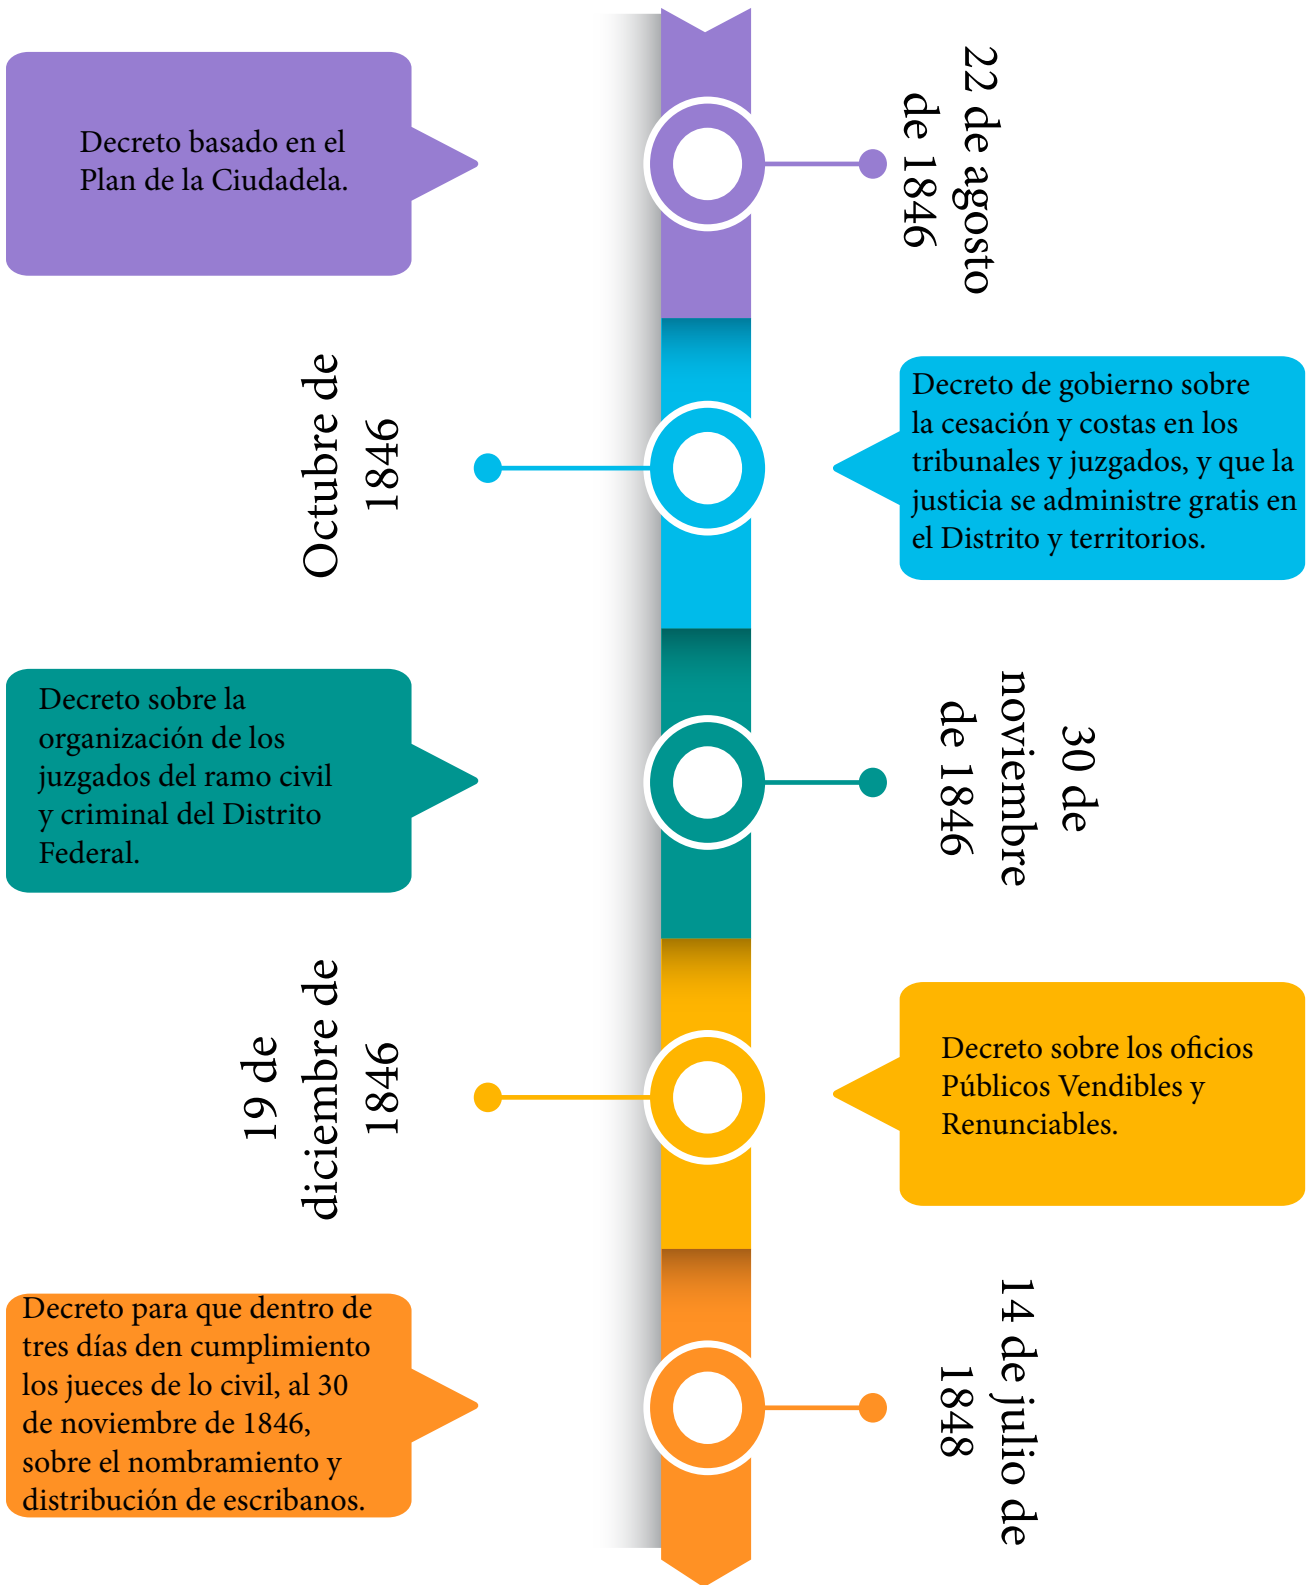 22 de agosto
de 1846
Decreto basado en el
Plan de la Ciudadela.
Octubre de
1846
Decreto de gobierno sobre
la cesación y costas en los
tribunales y juzgados, y que la
justicia se administre gratis en
el Distrito y territorios.
30 de
noviembre
de 1846
Decreto sobre la
organización de los
juzgados del ramo civil
y criminal del Distrito
Federal.
19 de
diciembre de
1846
Decreto sobre los oficios
Públicos Vendibles y
Renunciables.
14 de julio de
1848
Decreto para que dentro de
tres días den cumplimiento
los jueces de lo civil, al 30
de noviembre de 1846,
sobre el nombramiento y
distribución de escribanos.